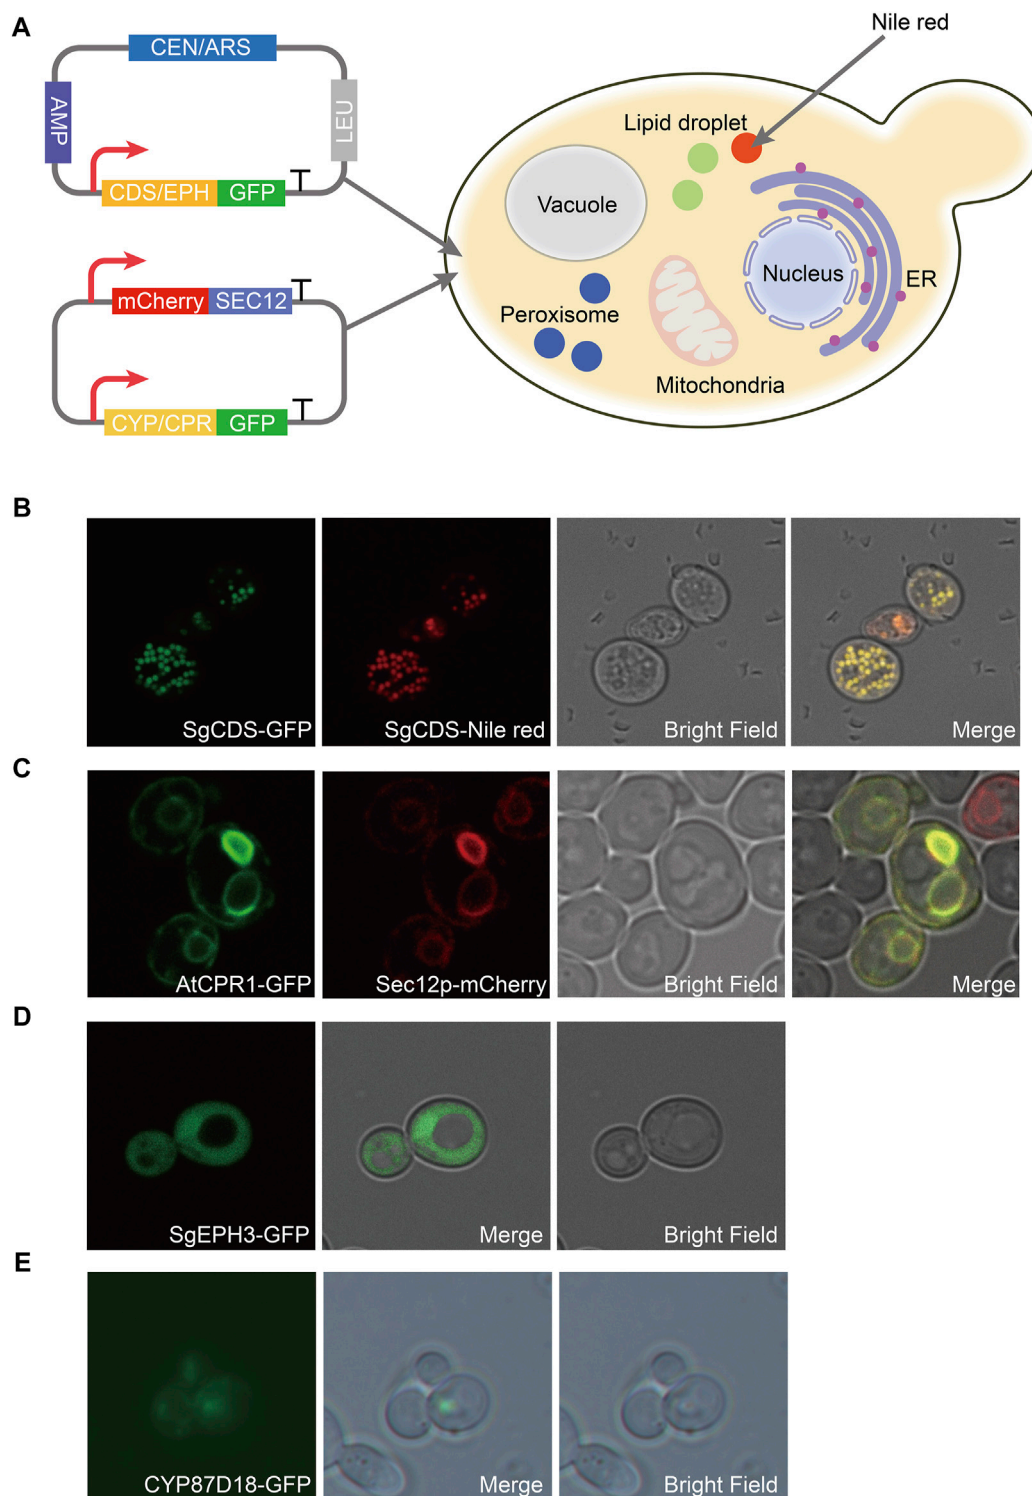 A
Nile red
CEN/ARS
AMP
LEU
CDS/EPH GFP
Lipid droplet
Vacuole
mCherry SEC12
Nucleus
ER
Peroxisome
CYP/CPR GFP
Mitochondria
B
SgCDS-GFP
SgCDS-Nile red
Bright Field
Merge
C
AtCPR1-GFP
Sec12p-mCherry
Bright Field
Merge
D
SgEPH3-GFP
Merge
Bright Field
E
CYP87D18-GFP
Merge
Bright Field